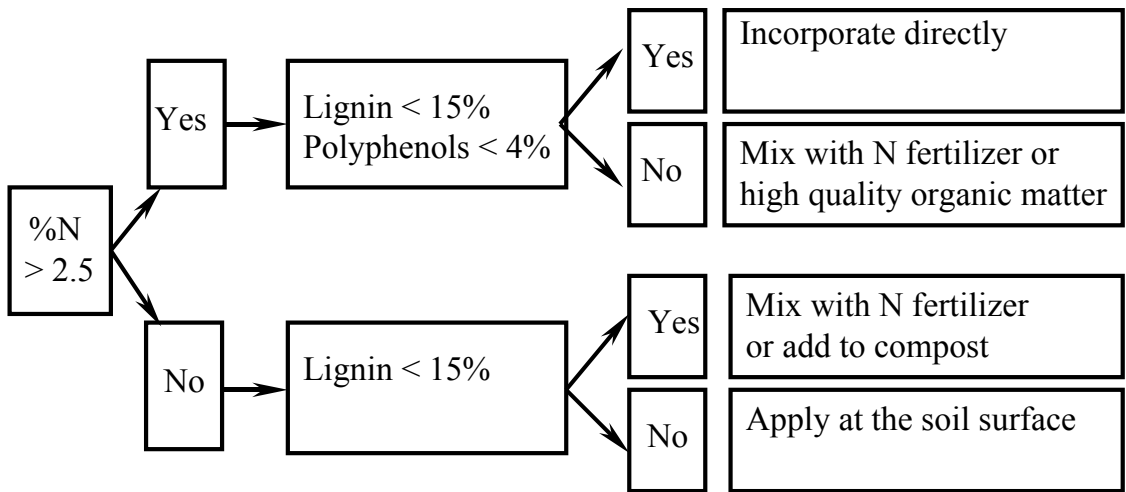 %N
> 2.5
Yes
Lignin < 15%
Polyphenols < 4%
Yes
Incorporate directly
No
Mix with N fertilizer or
high quality organic matter
No
Lignin < 15%
Yes
Mix with N fertilizer
or add to compost
No
Apply at the soil surface